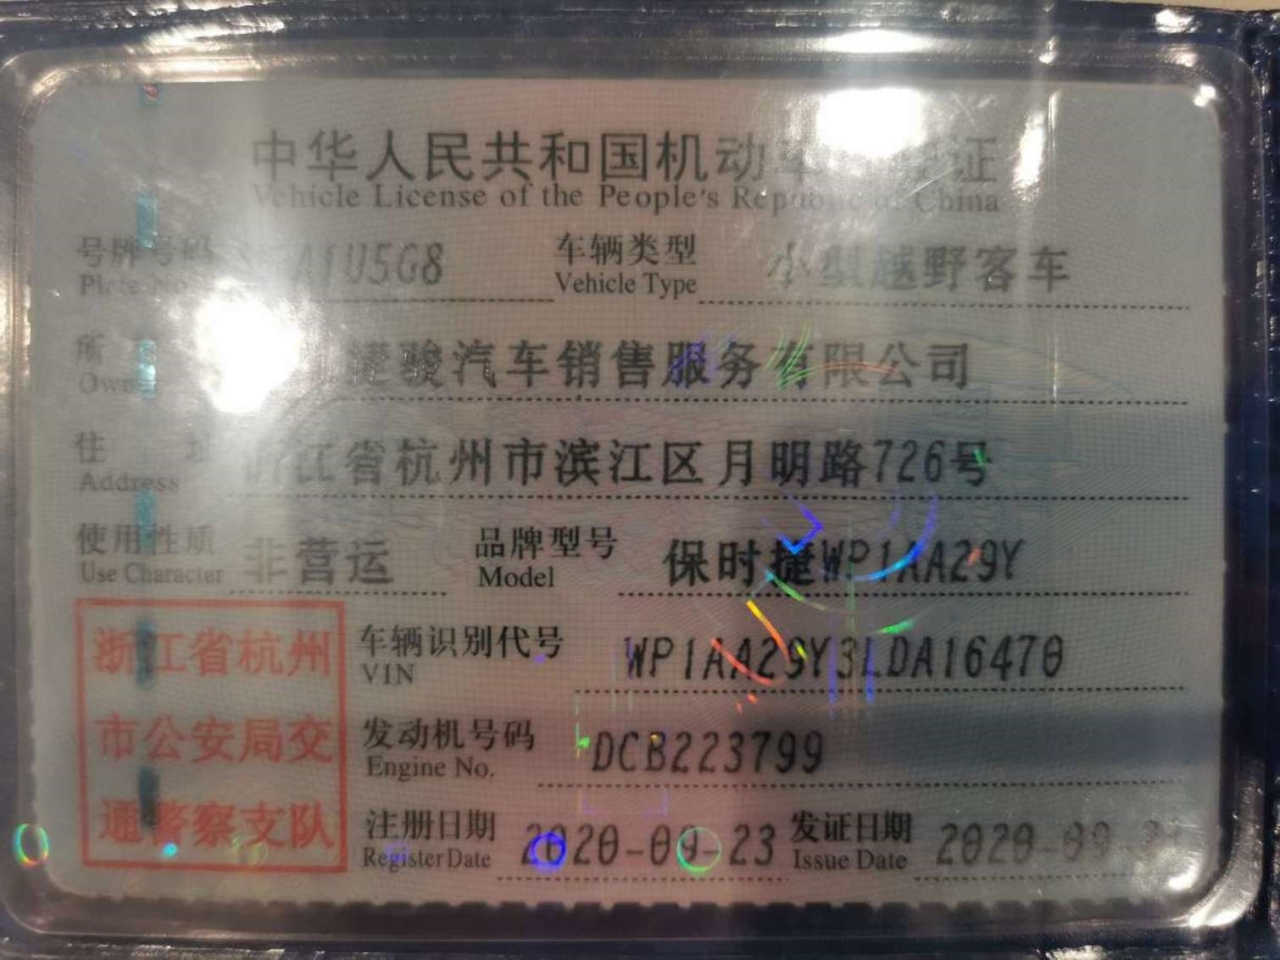 中华人民共和国机动车 证
Vehicle License of the People's Republic of China
号牌号码 A1U5G8 车辆类型 小型越野客车
Plate No. Vehicle Type
所 捷骏汽车销售服务有限公司
Owner
住 址 浙江省杭州市滨江区月明路726号
Address
使用性质 非营运 品牌型号 保时捷WP1AA29Y
Use Character Model
浙江省杭州
市公安局交
通警察支队
车辆识别代号 WP1AA29Y3LDA16470
VIN
发动机号码 DCB223799
Engine No.
注册日期 2020-09-23 发证日期 2020-09-
Register Date Issue Date